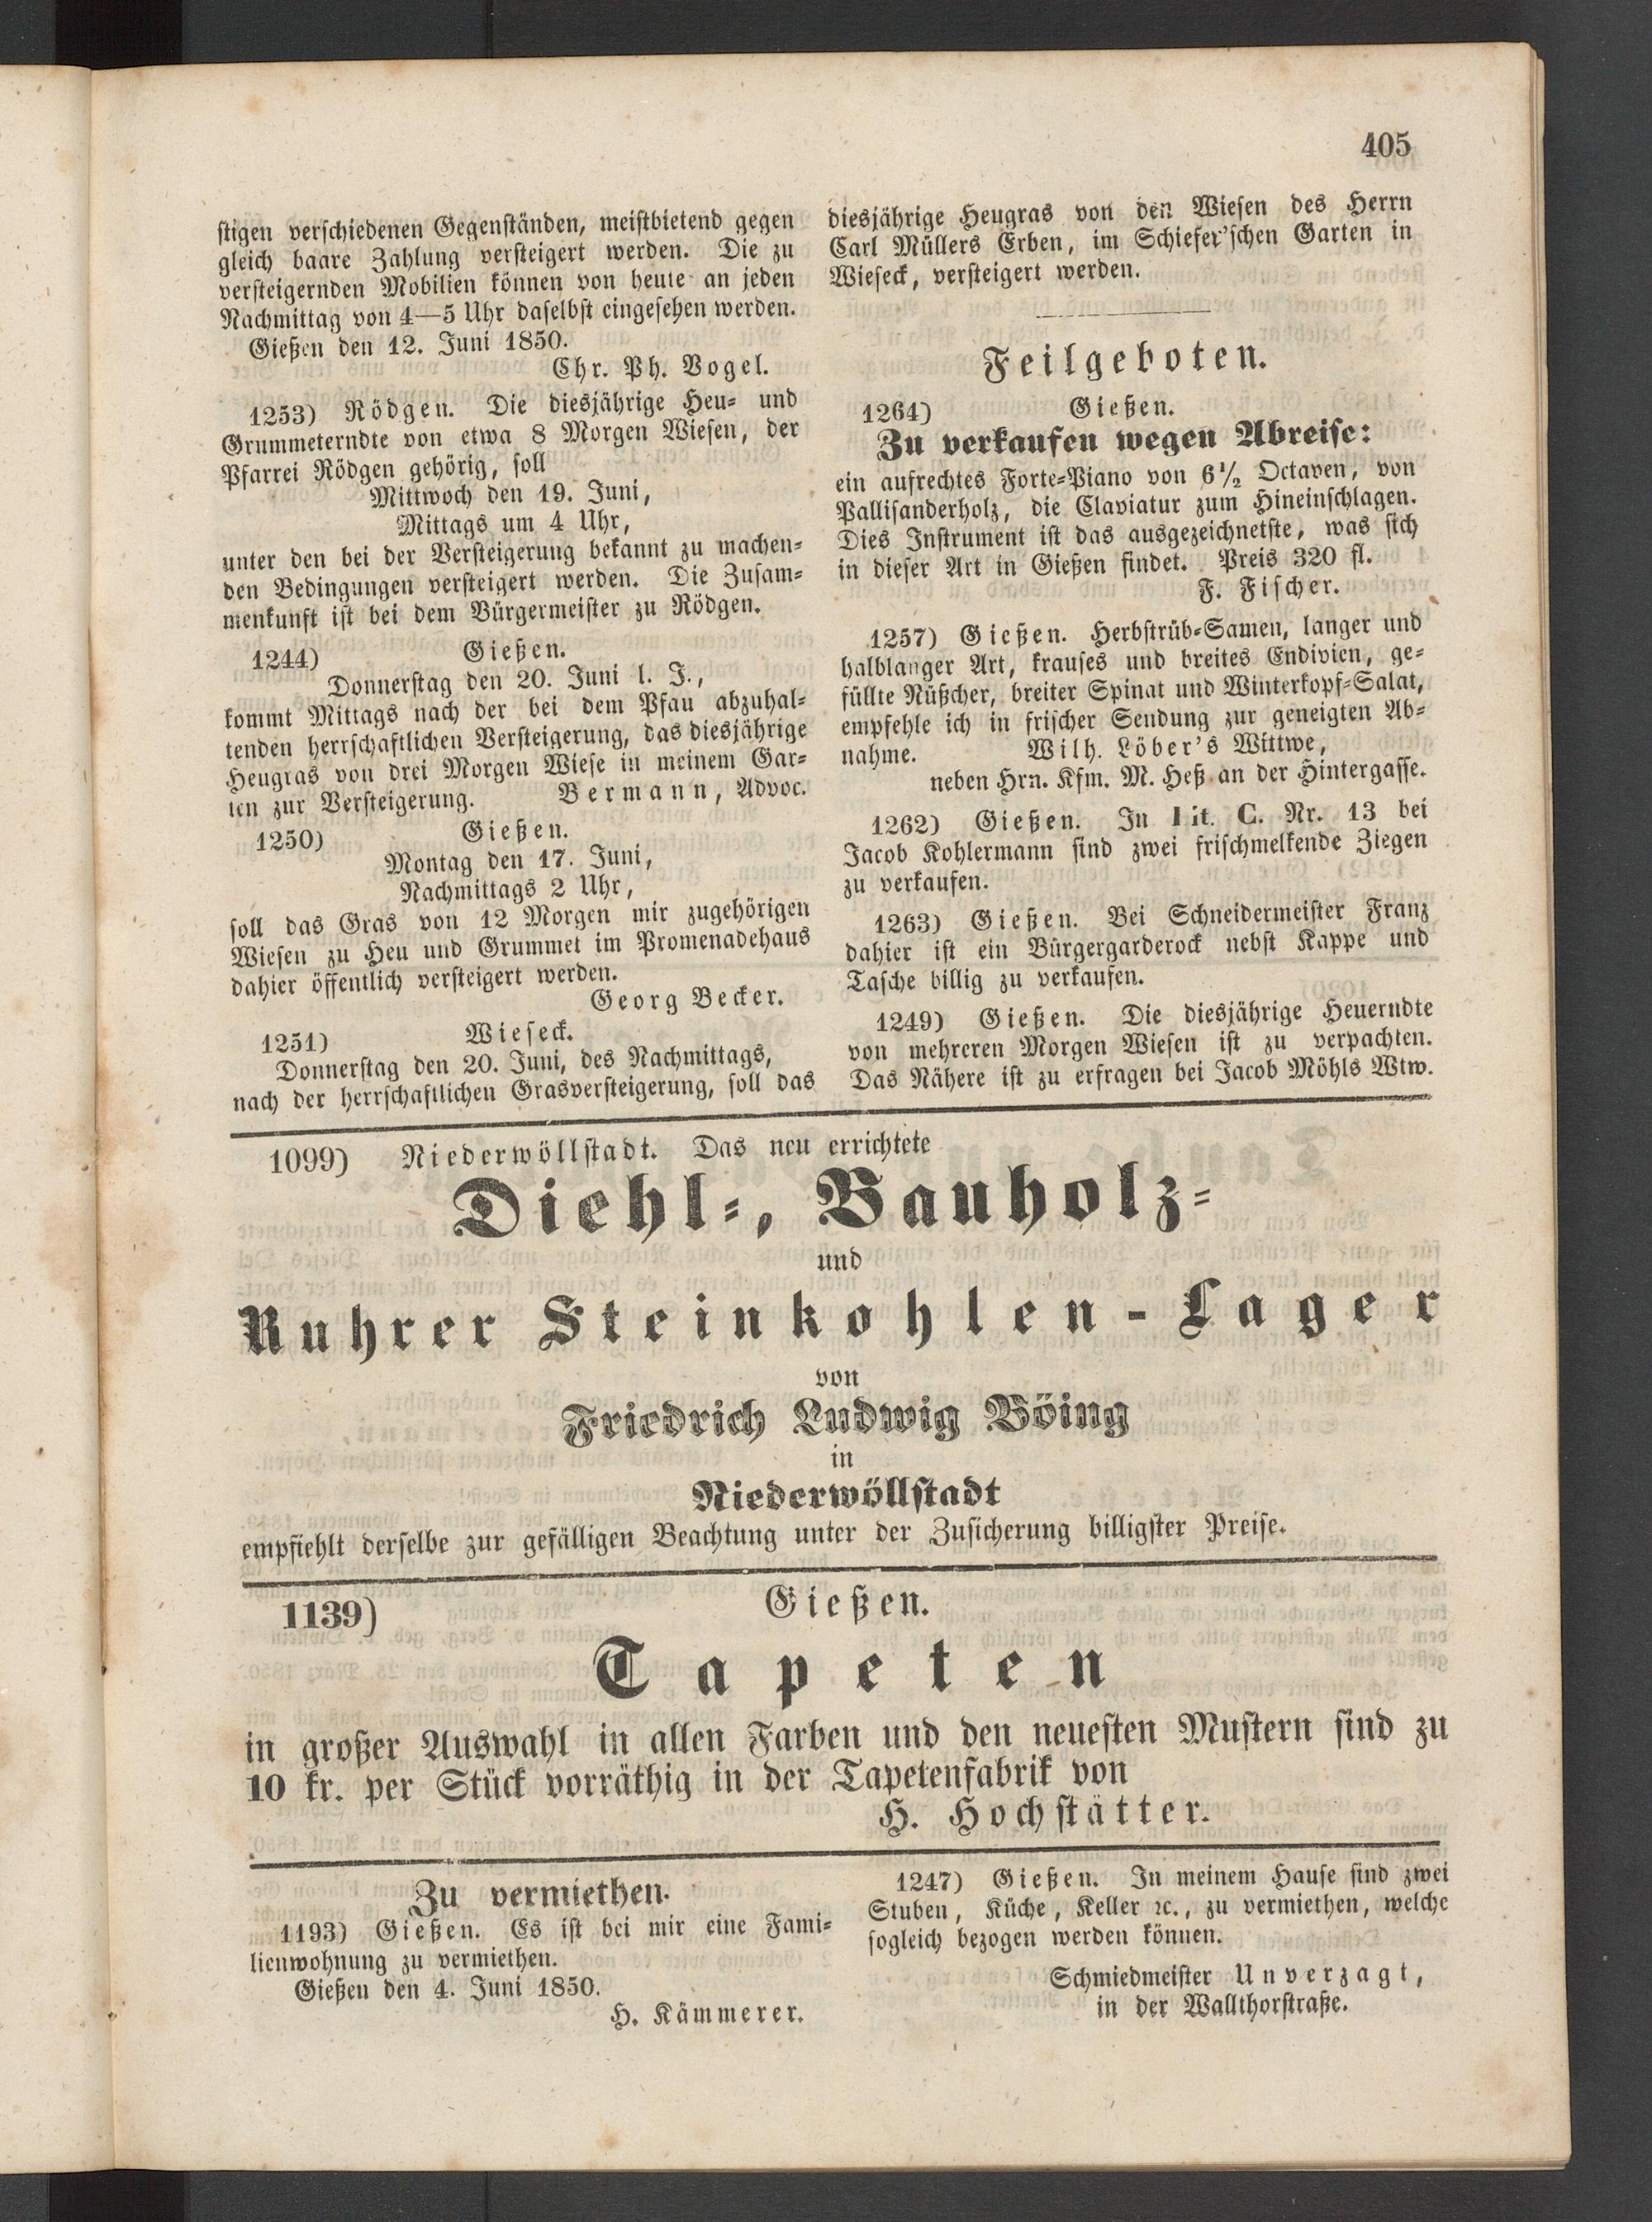 405
stigen verschiedenen Gegenständen, meistbietend gegen
gleich baare Zahlung versteigert werden. Die zu
versteigernden Mobilien können von heute an jeden
Nachmittag von 4—5 Uhr daselbst eingesehen werden.
Gießen den 12. Juni 1850.
Chr. Ph. Vogel.
1253) Rödgen. Die diesjährige Heu- und
Grummeterndte von etwa 8 Morgen Wiesen, der
Pfarrei Rödgen gehörig, soll
Mittwoch den 19. Juni,
Mittags um 4 Uhr,
unter den bei der Versteigerung bekannt zu machen-
den Bedingungen versteigert werden. Die Zusam-
menkunft ist bei dem Bürgermeister zu Rödgen.
1244) Gießen.
Donnerstag den 20. Juni l. J.,
kommt Mittags nach der bei dem Pfau abzuhal-
tenden herrschaftlichen Versteigerung, das diesjährige
Heugras von drei Morgen Wiese in meinem Gar-
ten zur Versteigerung. Bermann, Advoc.
1250) Gießen.
Montag den 17. Juni,
Nachmittags 2 Uhr,
soll das Gras von 12 Morgen mir zugehörigen
Wiesen zu Heu und Grummet im Promenadehaus
dahier öffentlich versteigert werden.
Georg Becker.
1251) Wieseck.
Donnerstag den 20. Juni, des Nachmittags,
nach der herrschaftlichen Grasversteigerung, soll das
diesjährige Heugras von den Wiesen des Herrn
Carl Müllers Erben, im Schiefer'schen Garten in
Wieseck, versteigert werden.
Feilgeboten.
1264) Gießen.
Zu verkaufen wegen Abreise:
ein aufrechtes Forte-Piano von 6½ Octaven, von
Pallisanderholz, die Claviatur zum Hineinschlagen.
Dies Instrument ist das ausgezeichnetste, was sich
in dieser Art in Gießen findet. Preis 320 fl.
F. Fischer.
1257) Gießen. Herbstrüb-Samen, langer und
halblanger Art, krauses und breites Endivien, ge-
füllte Nüßcher, breiter Spinat und Winterkopf-Salat,
empfehle ich in frischer Sendung zur geneigten Ab-
nahme. Wilh. Löber's Wittwe,
neben Hrn. Kfm. M. Heß an der Hintergasse.
1262) Gießen. In Lit. C. Nr. 13 bei
Jacob Kohlermann sind zwei frischmelkende Ziegen
zu verkaufen.
1263) Gießen. Bei Schneidermeister Franz
dahier ist ein Bürgergarderock nebst Kappe und
Tasche billig zu verkaufen.
1249) Gießen. Die diesjährige Heuerndte
von mehreren Morgen Wiesen ist zu verpachten.
Das Nähere ist zu erfragen bei Jacob Möhls Wtw.
1099) Niederwöllstadt. Das neu errichtete
Diehl-, Bauholz-
und
Ruhrer Steinkohlen-Lager
von
Friedrich Ludwig Böing
in
Niederwöllstadt
empfiehlt derselbe zur gefälligen Beachtung unter der Zusicherung billigster Preise.
1139) Gießen.
Tapeten
in großer Auswahl in allen Farben und den neuesten Mustern sind zu
10 kr. per Stück vorräthig in der Tapetenfabrik von
H. Hochstätter.
Zu vermiethen.
1193) Gießen. Es ist bei mir eine Fami-
lienwohnung zu vermiethen.
Gießen den 4. Juni 1850.
H. Kämmerer.
1247) Gießen. In meinem Hause sind zwei
Stuben, Küche, Keller ꝛc., zu vermiethen, welche
sogleich bezogen werden können.
Schmiedmeister Unverzagt,
in der Wallthorstraße.